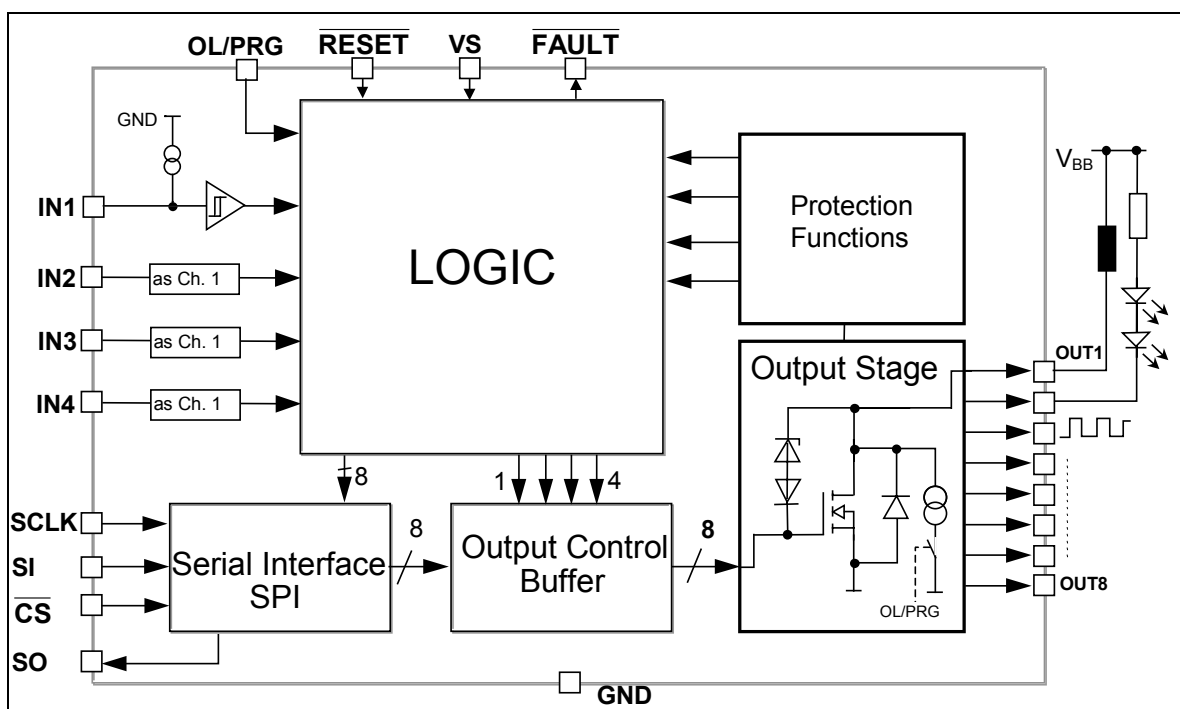 OL/PRG
RESET
VS
FAULT
GND
IN1
LOGIC
Protection
Functions
V_BB
IN2
as Ch. 1
IN3
as Ch. 1
IN4
as Ch. 1
Output Stage
OUT1
8
1
4
SCLK
SI
CS
SO
Serial Interface
SPI
8
Output Control
Buffer
8
OL/PRG
OUT8
GND